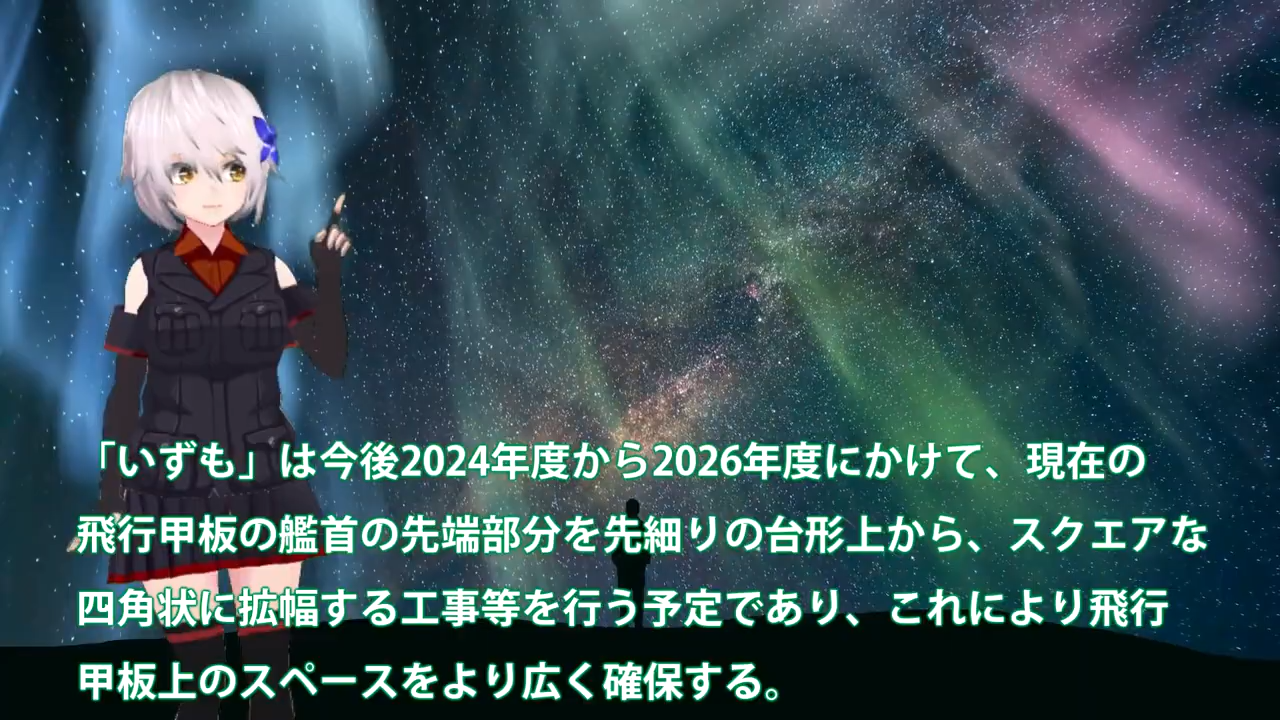 「いずも」は今後2024年度から2026年度にかけて、現在の
飛行甲板の艦首の先端部分を先細りの台形上から、スクエアな
四角状に拡幅する工事等を行う予定であり、これにより飛行
甲板上のスペースをより広く確保する。